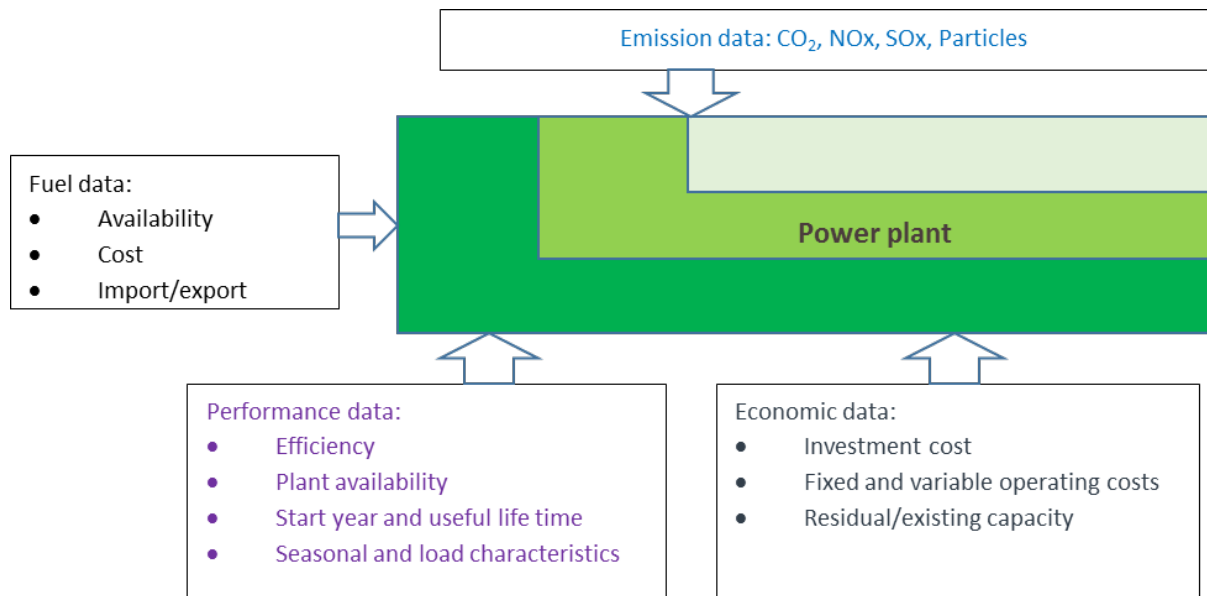 Emission data: CO₂, NOx, SOx, Particles
Fuel data:
• Availability
• Cost
• Import/export
Power plant
Performance data:
• Efficiency
• Plant availability
• Start year and useful life time
• Seasonal and load characteristics
Economic data:
• Investment cost
• Fixed and variable operating costs
• Residual/existing capacity